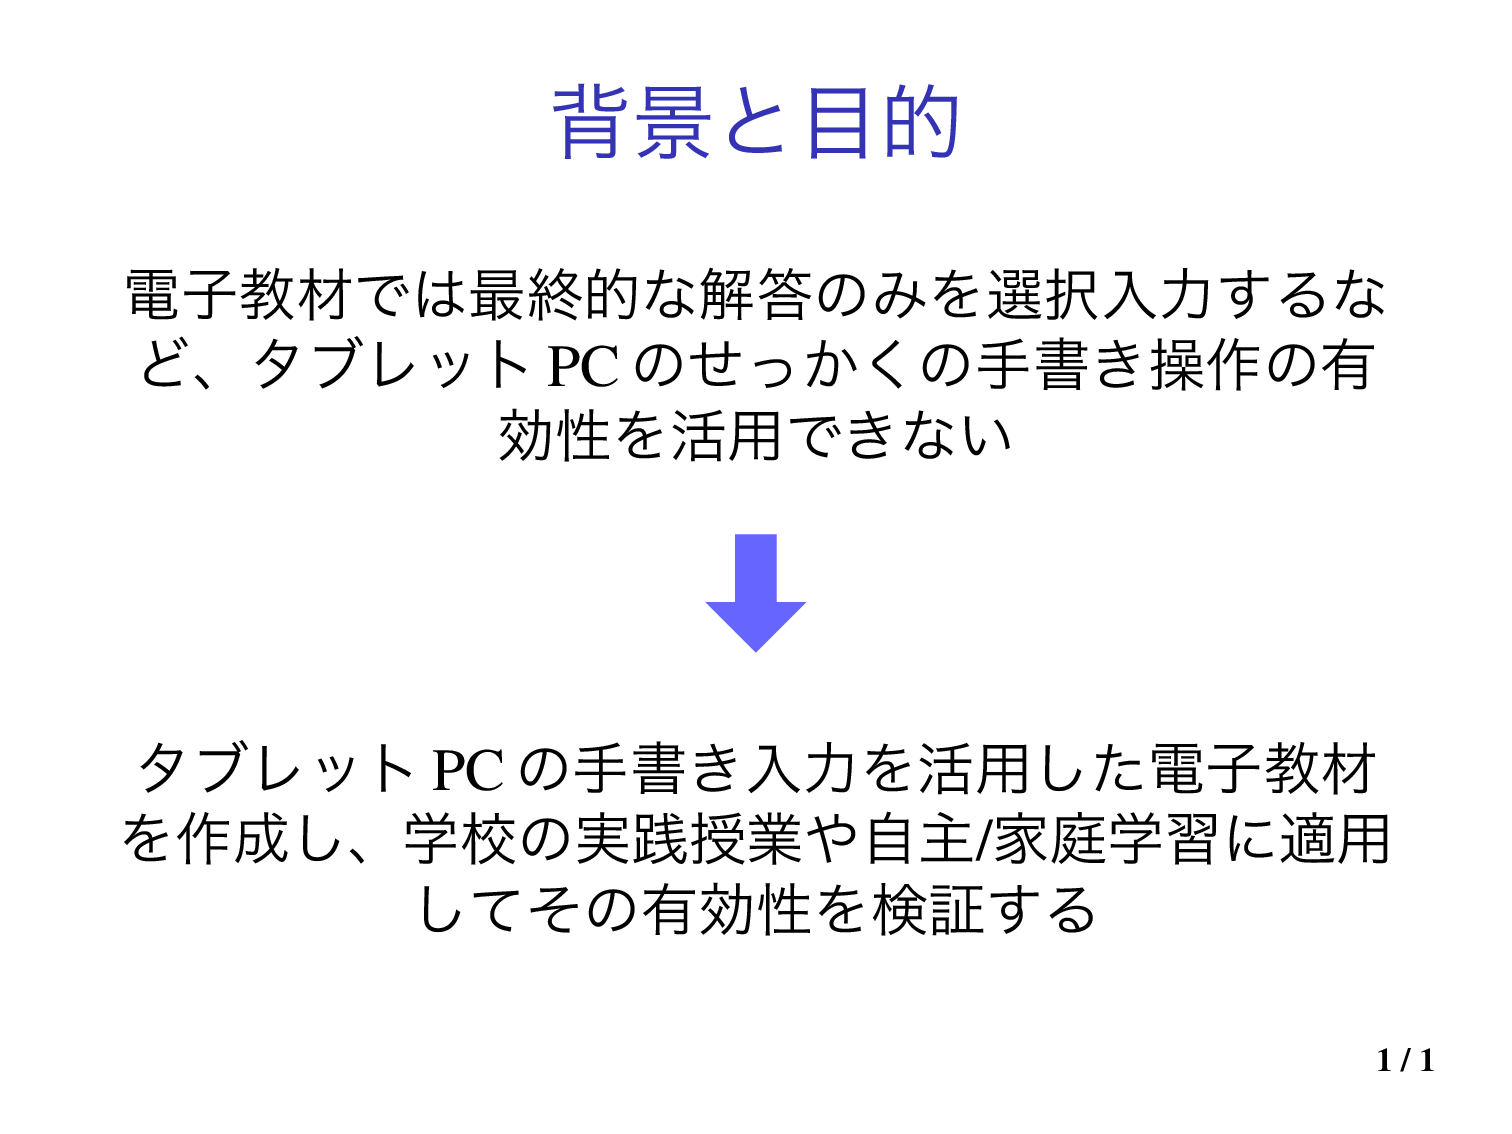 背景と目的
電子教材では最終的な解答のみを選択入力するな
ど、タブレット PC のせっかくの手書き操作の有
効性を活用できない
タブレット PC の手書き入力を活用した電子教材
を作成し、学校の実践授業や自主/家庭学習に適用
してその有効性を検証する
1 / 1